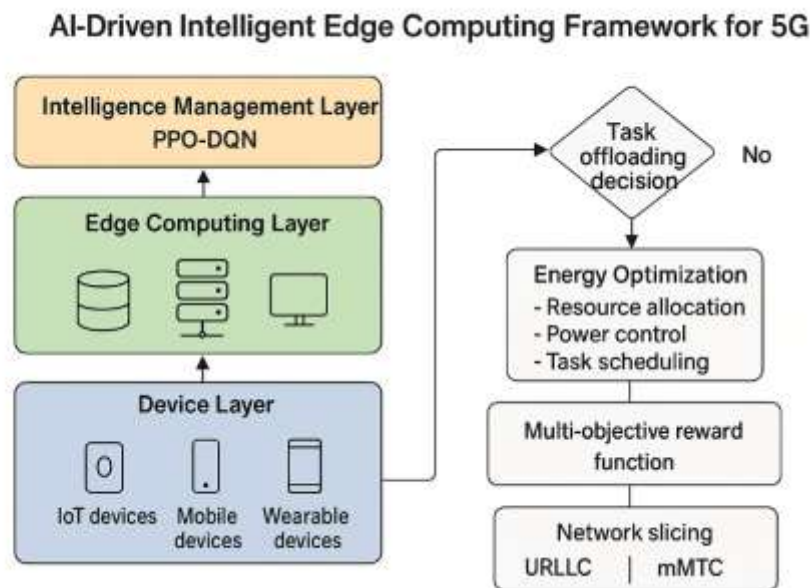 AI-Driven Intelligent Edge Computing Framework for 5G
Intelligence Management Layer
PPO-DQN
Edge Computing Layer
Device Layer
IoT devices
Mobile
devices
Wearable
devices
Task
offloading
decision
No
Energy Optimization
- Resource allocation
- Power control
- Task scheduling
Multi-objective reward
function
Network slicing
URLLC | mMTC